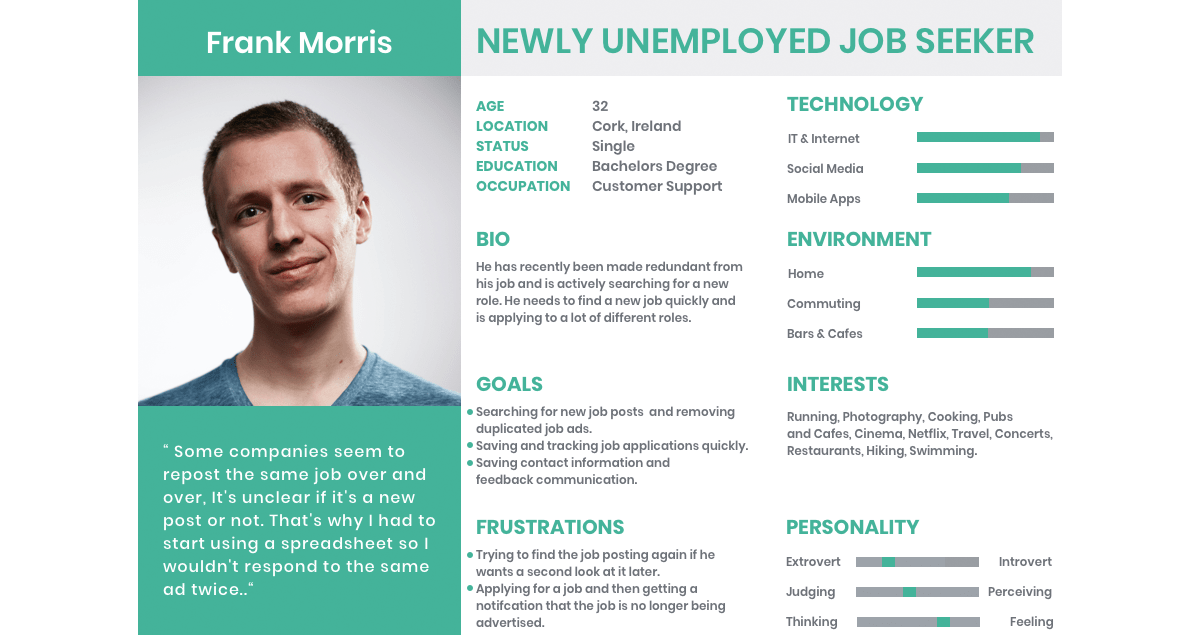 Frank Morris
NEWLY UNEMPLOYED JOB SEEKER
“ Some companies seem to
repost the same job over and
over, It’s unclear if it’s a new
post or not. That’s why I had to
start using a spreadsheet so I
wouldn’t respond to the same
ad twice..“
AGE 32
LOCATION Cork, Ireland
STATUS Single
EDUCATION Bachelors Degree
OCCUPATION Customer Support
BIO
He has recently been made redundant from
his job and is actively searching for a new
role. He needs to find a new job quickly and
is applying to a lot of different roles.
GOALS
• Searching for new job posts and removing
duplicated job ads.
• Saving and tracking job applications quickly.
• Saving contact information and
feedback communication.
FRUSTRATIONS
• Trying to find the job posting again if he
wants a second look at it later.
• Applying for a job and then getting a
notifcation that the job is no longer being
advertised.
TECHNOLOGY
IT & Internet
Social Media
Mobile Apps
ENVIRONMENT
Home
Commuting
Bars & Cafes
INTERESTS
Running, Photography, Cooking, Pubs
and Cafes, Cinema, Netflix, Travel, Concerts,
Restaurants, Hiking, Swimming.
PERSONALITY
Extrovert Introvert
Judging Perceiving
Thinking Feeling